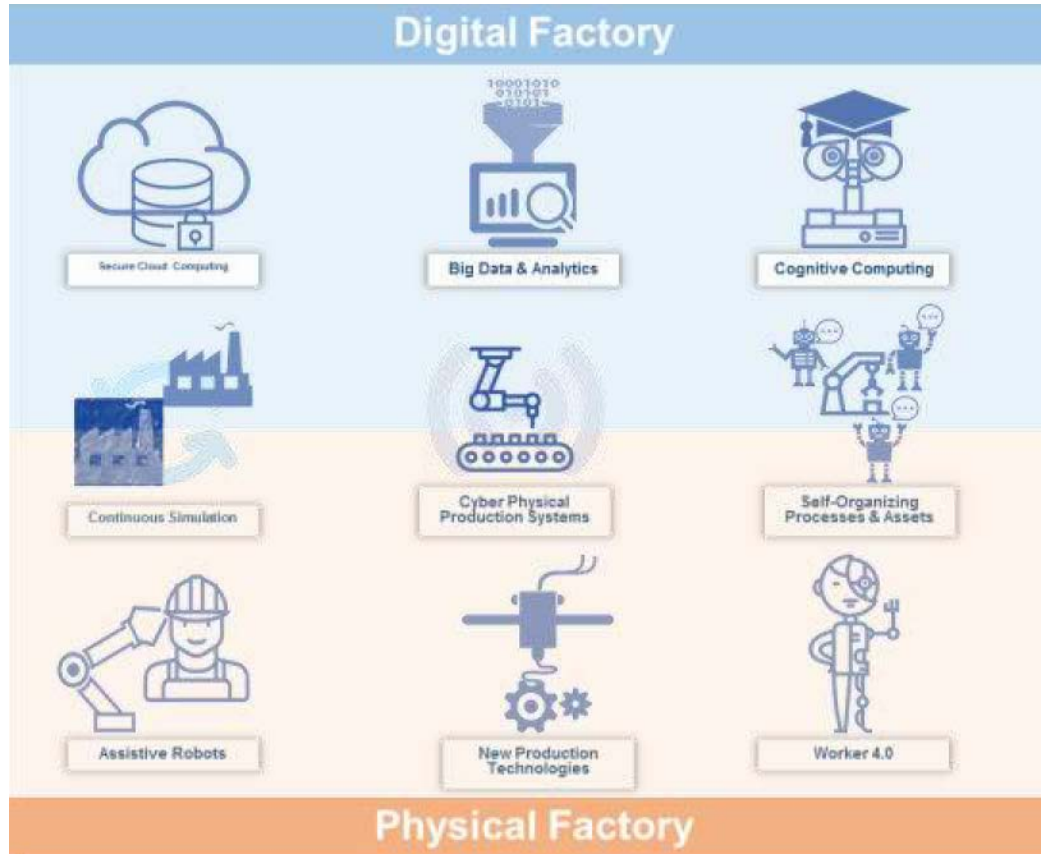 Digital Factory
10001010
010101
0101
Secure Cloud Computing
Big Data & Analytics
Cognitive Computing
Continuous Simulation
Cyber Physical
Production Systems
Self-Organizing
Processes & Assets
Assistive Robots
New Production
Technologies
Worker 4.0
Physical Factory